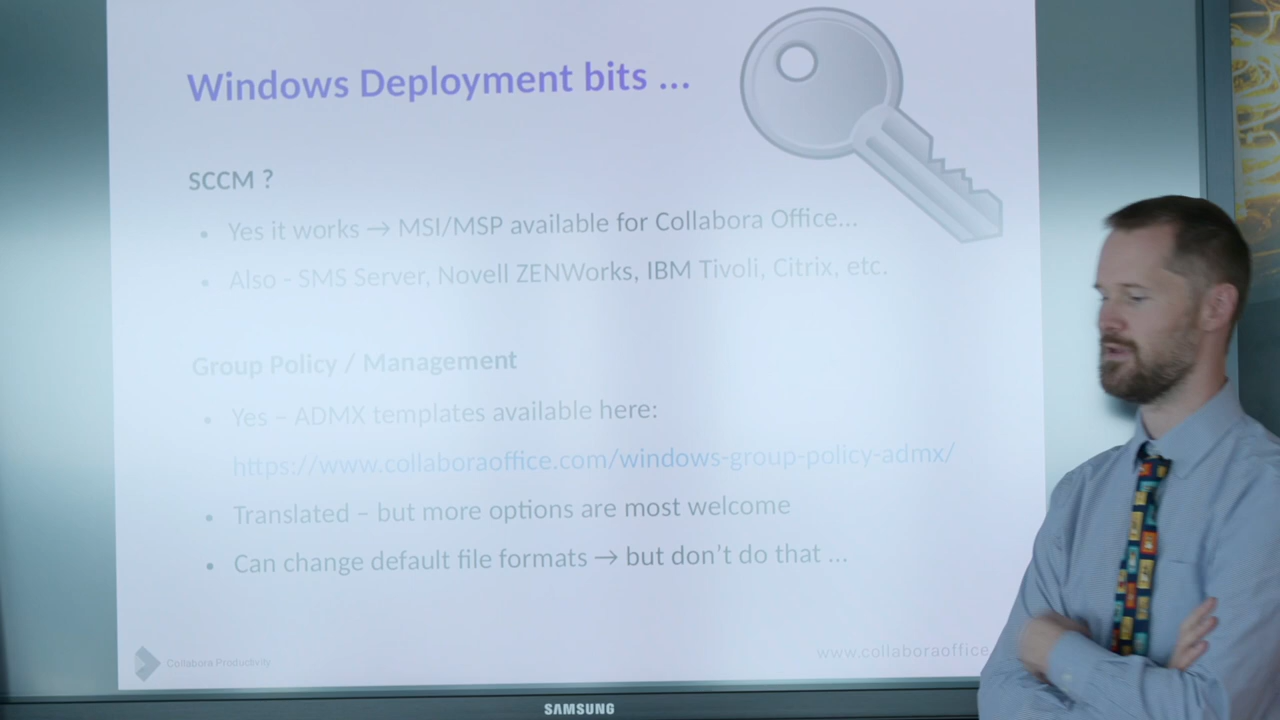 Windows Deployment bits ...
SCCM ?
• Yes it works → MSI/MSP available for Collabora Office...
• Also - SMS Server, Novell ZENWorks, IBM Tivoli, Citrix, etc.
Group Policy / Management
• Yes – ADMX templates available here:
https://www.collaboraoffice.com/windows-group-policy-admx/
• Translated – but more options are most welcome
• Can change default file formats → but don't do that ...
Collabora Productivity
www.collaboraoffice.
SAMSUNG